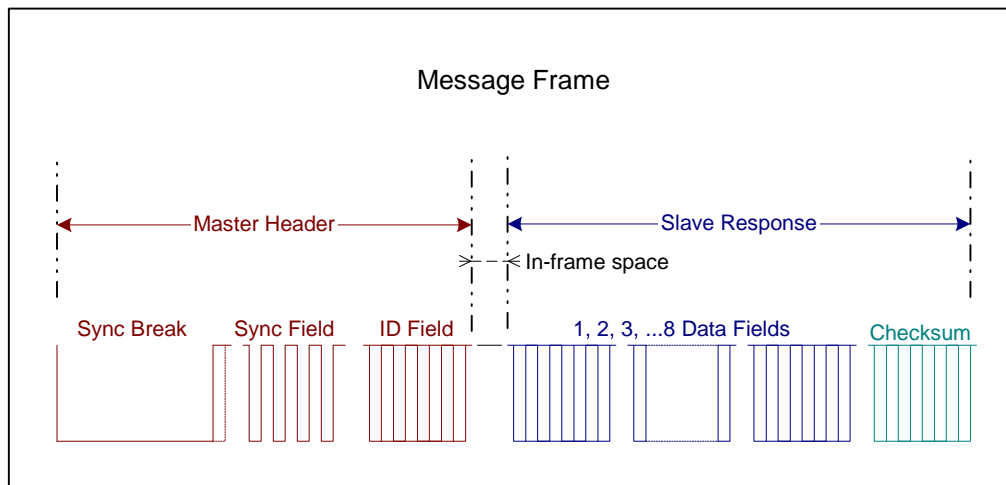 Message Frame
Master Header
Slave Response
In-frame space
Sync Break
Sync Field
ID Field
1, 2, 3, ...8 Data Fields
Checksum